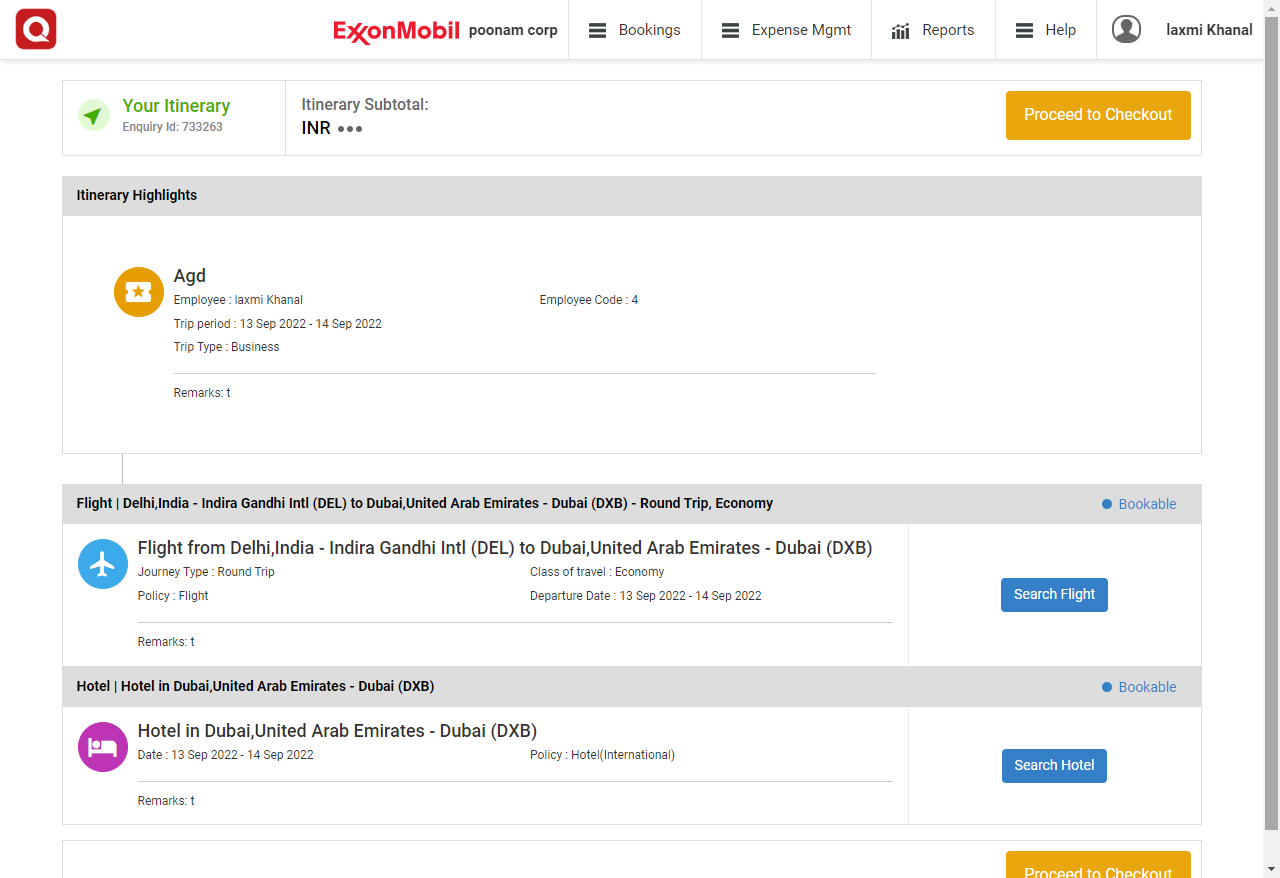 Q
ExxonMobil poonam corp Bookings Expense Mgmt Reports Help laxmi Khanal
Your Itinerary
Enquiry Id: 733263
Itinerary Subtotal:
INR
Proceed to Checkout
Itinerary Highlights
Agd
Employee : laxmi Khanal Employee Code : 4
Trip period : 13 Sep 2022 - 14 Sep 2022
Trip Type : Business
Remarks: t
Flight | Delhi,India - Indira Gandhi Intl (DEL) to Dubai,United Arab Emirates - Dubai (DXB) - Round Trip, Economy Bookable
Flight from Delhi,India - Indira Gandhi Intl (DEL) to Dubai,United Arab Emirates - Dubai (DXB)
Journey Type : Round Trip Class of travel : Economy
Policy : Flight Departure Date : 13 Sep 2022 - 14 Sep 2022
Search Flight
Remarks: t
Hotel | Hotel in Dubai,United Arab Emirates - Dubai (DXB) Bookable
Hotel in Dubai,United Arab Emirates - Dubai (DXB)
Date : 13 Sep 2022 - 14 Sep 2022 Policy : Hotel(International)
Search Hotel
Remarks: t
Proceed to Checkout